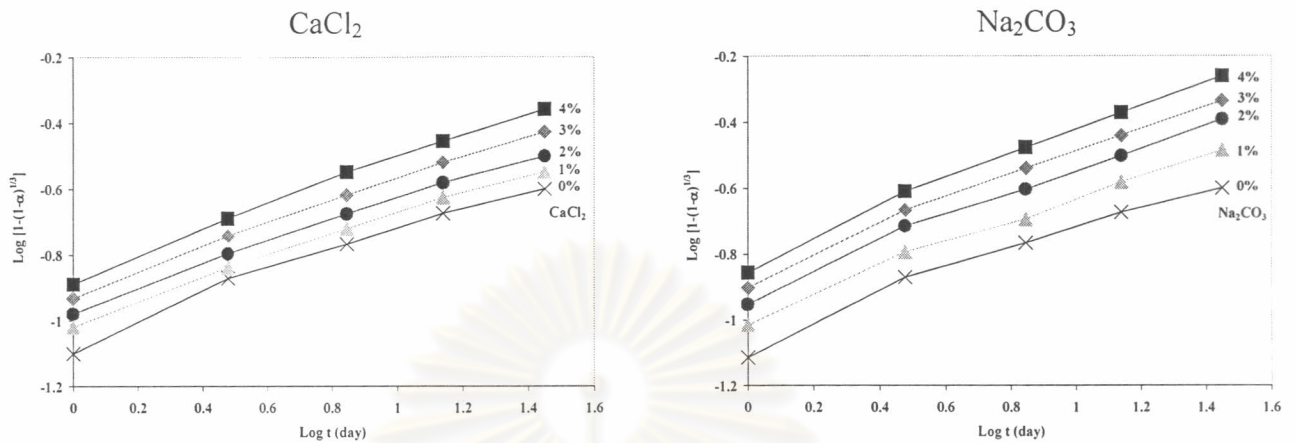 CaCl₂
-0.2
-0.4
-0.6
-0.8
-1
-1.2
Log [1-(1-α)^1/3]
4%
3%
2%
1%
0%
CaCl₂
0 0.2 0.4 0.6 0.8 1 1.2 1.4 1.6
Log t (day)
Na₂CO₃
-0.2
-0.4
-0.6
-0.8
-1
-1.2
Log [1-(1-α)^1/3]
4%
3%
2%
1%
0%
Na₂CO₃
0 0.2 0.4 0.6 0.8 1 1.2 1.4 1.6
Log t (day)